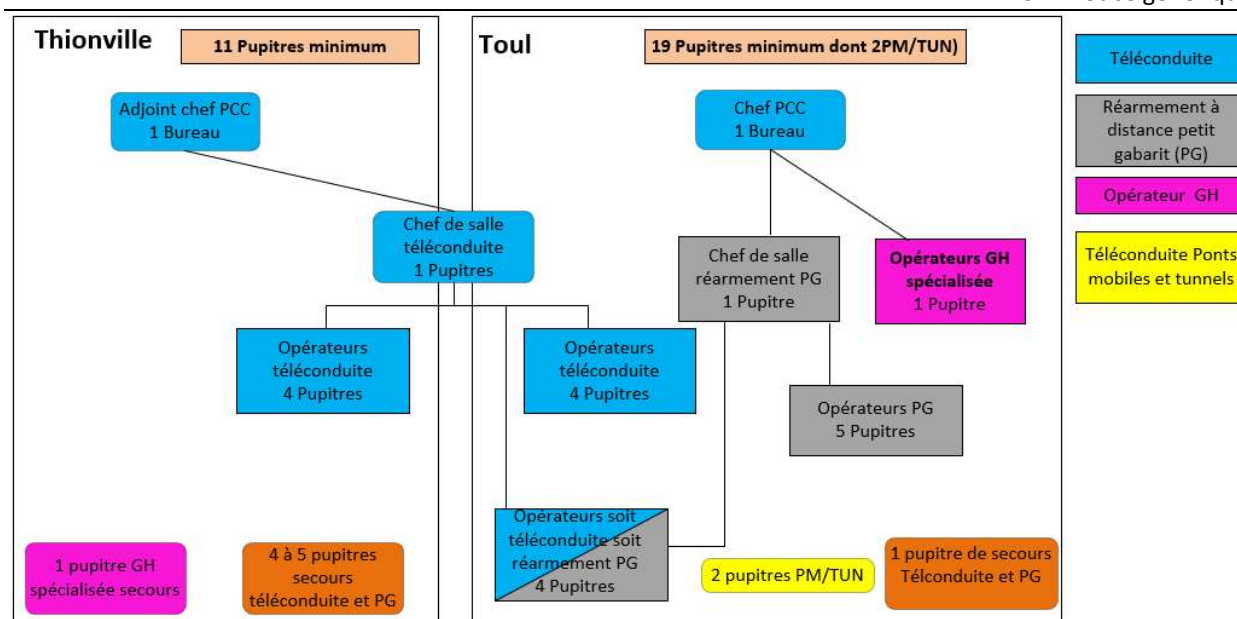 Thionville
11 Pupitres minimum
Adjoint chef PCC
1 Bureau
Toul
19 Pupitres minimum dont 2PM/TUN)
Chef PCC
1 Bureau
Chef de salle
téléconduite
1 Pupitres
Chef de salle
réarmement PG
1 Pupitre
Opérateurs GH
spécialisée
1 Pupitre
Opérateurs
téléconduite
4 Pupitres
Opérateurs
téléconduite
4 Pupitres
Opérateurs PG
5 Pupitres
Opérateurs soit
téléconduite soit
réarmement PG
4 Pupitres
1 pupitre GH
spécialisée secours
4 à 5 pupitres
secours
téléconduite et PG
2 pupitres PM/TUN
1 pupitre de secours
Télconduite et PG
Téléconduite
Réarmement à
distance petit
gabarit (PG)
Opérateur GH
Téléconduite Ponts
mobiles et tunnels